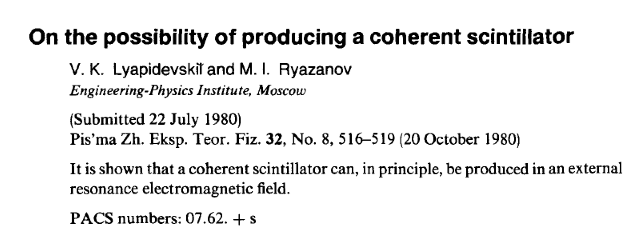 On the possibility of producing a coherent scintillator
V. K. Lyapidevskiĭ and M. I. Ryazanov
Engineering-Physics Institute, Moscow
(Submitted 22 July 1980)
Pis'ma Zh. Eksp. Teor. Fiz. 32, No. 8, 516–519 (20 October 1980)
It is shown that a coherent scintillator can, in principle, be produced in an external
resonance electromagnetic field.
PACS numbers: 07.62. + s